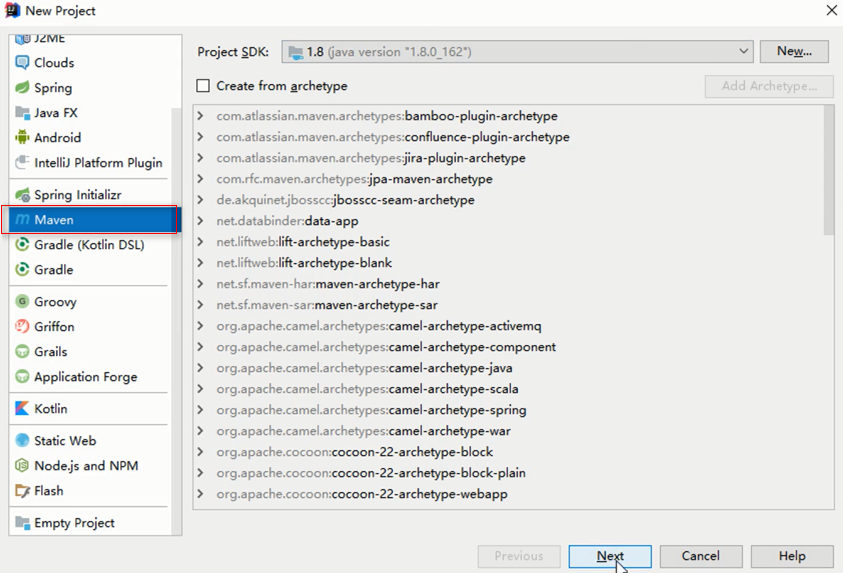 New Project
J2ME
Clouds
Spring
Java FX
Android
IntelliJ Platform Plugin
Spring Initializr
Maven
Gradle (Kotlin DSL)
Gradle
Groovy
Griffon
Grails
Application Forge
Kotlin
Static Web
Node.js and NPM
Flash
Empty Project
Project SDK: 1.8 (java version "1.8.0_162") New...
Create from archetype Add Archetype...
com.atlassian.maven.archetypes:bamboo-plugin-archetype
com.atlassian.maven.archetypes:confluence-plugin-archetype
com.atlassian.maven.archetypes:jira-plugin-archetype
com.rfc.maven.archetypes:jpa-maven-archetype
de.akquinet.jbosscc:jbosscc-seam-archetype
net.databinder:data-app
net.liftweb:lift-archetype-basic
net.liftweb:lift-archetype-blank
net.sf.maven-har:maven-archetype-har
net.sf.maven-sar:maven-archetype-sar
org.apache.camel.archetypes:camel-archetype-activemq
org.apache.camel.archetypes:camel-archetype-component
org.apache.camel.archetypes:camel-archetype-java
org.apache.camel.archetypes:camel-archetype-scala
org.apache.camel.archetypes:camel-archetype-spring
org.apache.camel.archetypes:camel-archetype-war
org.apache.cocoon:cocoon-22-archetype-block
org.apache.cocoon:cocoon-22-archetype-block-plain
org.apache.cocoon:cocoon-22-archetype-webapp
Previous Next Cancel Help